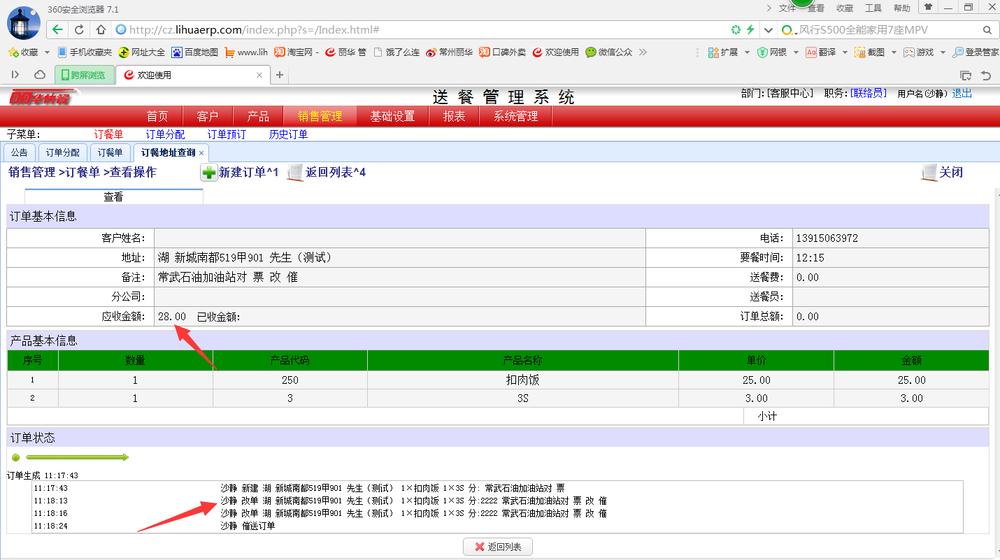 360安全浏览器 7.1
文件 查看 收藏 工具 帮助
http://cz.lihuaerp.com/index.php?s=/Index.html#
风行S500全能家用7座MPV
收藏 手机收藏夹 网址大全 百度地图 www.lih 淘宝网 - 丽华 管 饿了么连 常州丽华 口碑外卖 欢迎使用 微信公众 扩展 网银 翻译 截图 游戏 登录管家
跨屏浏览 欢迎使用
丽华快餐
送餐管理系统
部门:[客服中心] 职务:[联络员] 用户名(沙静) 退出
首页 客户 产品 销售管理 基础设置 报表 系统管理
子菜单: 订餐单 订单分配 订单预订 历史订单
公告 订单分配 订餐单 订餐地址查询
销售管理 >订餐单 >查看操作 新建订单^1 返回列表^4 关闭
查看
订单基本信息
客户姓名: 电话: 13915063972
地址: 湖 新城南都519甲901 先生（测试） 要餐时间: 12:15
备注: 常武石油加油站对 票 改 催 送餐费: 0.00
分公司: 送餐员:
应收金额: 28.00 已收金额: 订单总额: 0.00
产品基本信息
序号 数量 产品代码 产品名称 单价 金额
1 1 250 扣肉饭 25.00 25.00
2 1 3 3S 3.00 3.00
小计
订单状态
订单生成 11:17:43
11:17:43 沙静 新建 湖 新城南都519甲901 先生（测试） 1×扣肉饭 1×3S 分: 常武石油加油站对 票
11:18:13 沙静 改单 湖 新城南都519甲901 先生（测试） 1×扣肉饭 1×3S 分:2222 常武石油加油站对 票 改 催
11:18:16 沙静 改单 湖 新城南都519甲901 先生（测试） 1×扣肉饭 1×3S 分:2222 常武石油加油站对 票 改 催
11:18:24 沙静 催送订单
返回列表